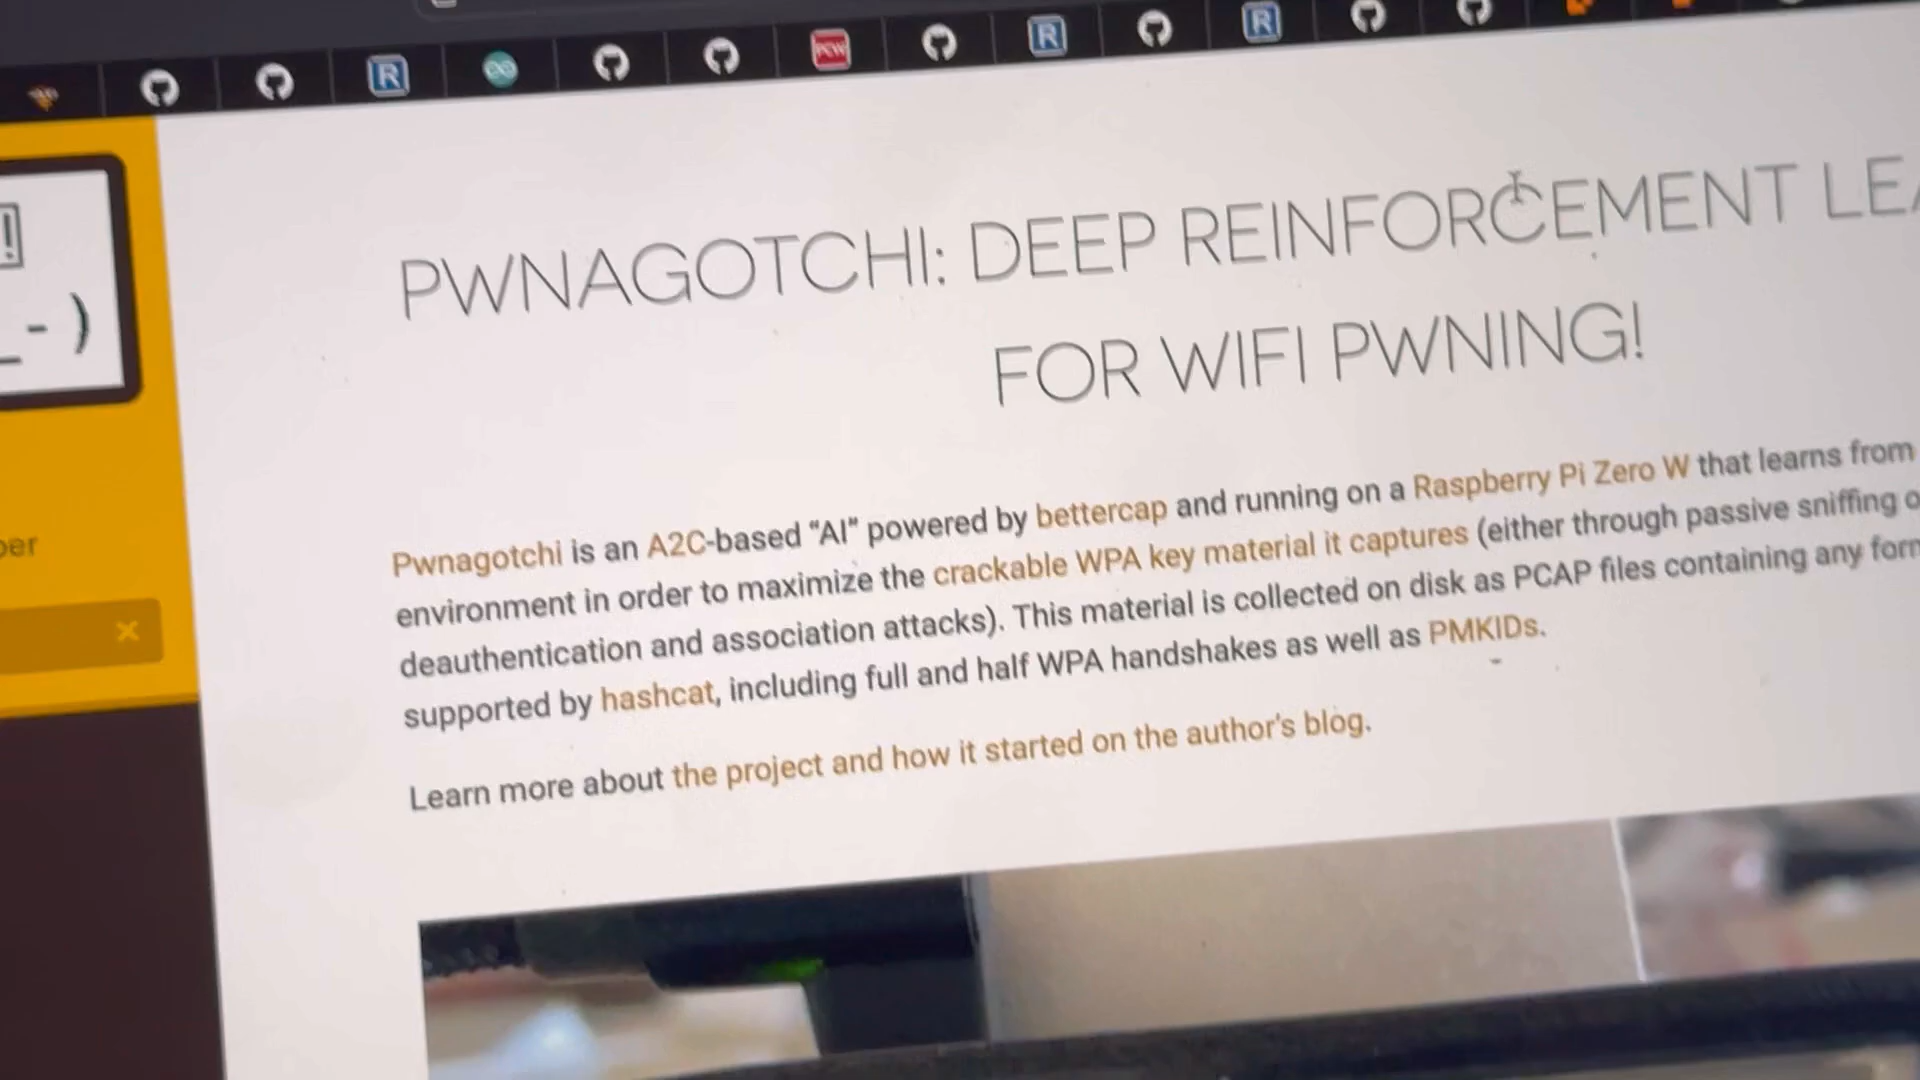 R
PCW
R
R
!
_-)
PWNAGOTCHI: DEEP REINFORCEMENT LEA
FOR WIFI PWNING!
Pwnagotchi is an A2C-based “AI” powered by bettercap and running on a Raspberry Pi Zero W that learns from
environment in order to maximize the crackable WPA key material it captures (either through passive sniffing o
deauthentication and association attacks). This material is collected on disk as PCAP files containing any form
supported by hashcat, including full and half WPA handshakes as well as PMKIDs.
Learn more about the project and how it started on the author's blog.